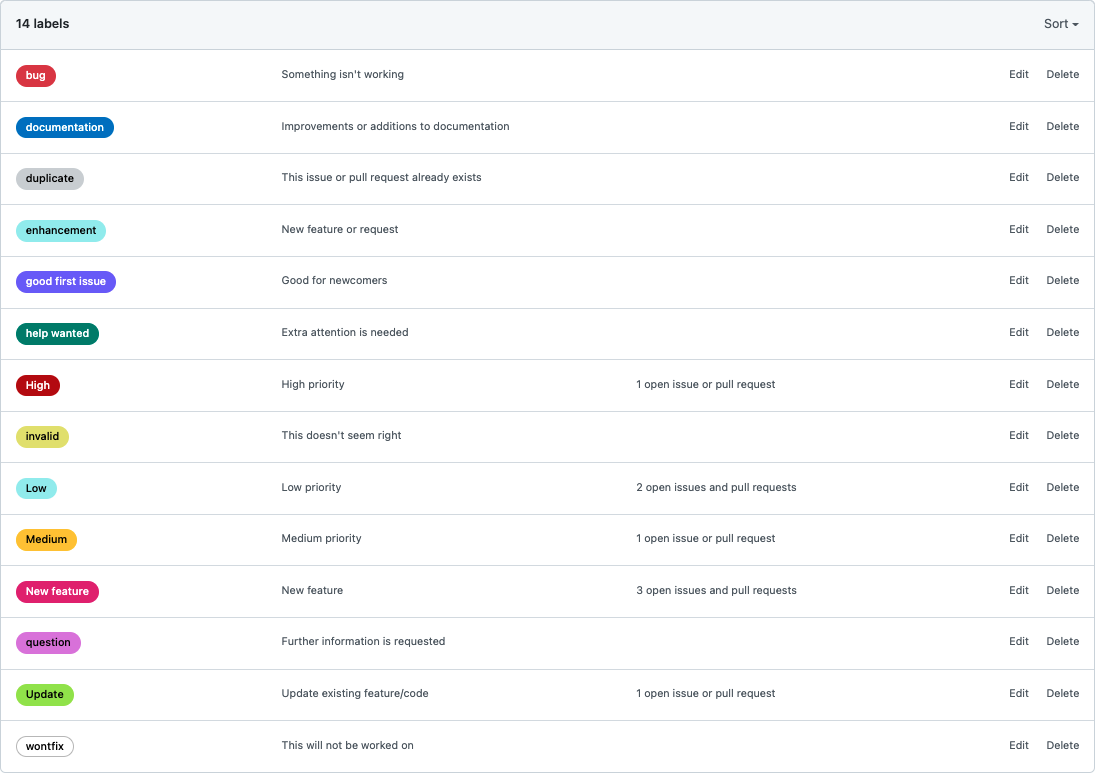 14 labels Sort
bug Something isn't working Edit Delete
documentation Improvements or additions to documentation Edit Delete
duplicate This issue or pull request already exists Edit Delete
enhancement New feature or request Edit Delete
good first issue Good for newcomers Edit Delete
help wanted Extra attention is needed Edit Delete
High High priority 1 open issue or pull request Edit Delete
invalid This doesn't seem right Edit Delete
Low Low priority 2 open issues and pull requests Edit Delete
Medium Medium priority 1 open issue or pull request Edit Delete
New feature New feature 3 open issues and pull requests Edit Delete
question Further information is requested Edit Delete
Update Update existing feature/code 1 open issue or pull request Edit Delete
wontfix This will not be worked on Edit Delete